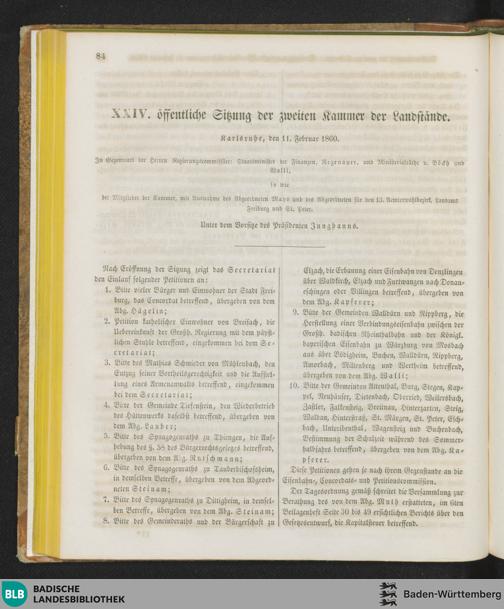 84
XXIV. öffentliche Sitzung der zweiten Kammer der Landstände.
Karlsruhe, den 11. Februar 1860.
In Gegenwart der Herren Regierungscommissäre: Staatsminister der Finanzen, Regenauer, und Ministerialräthe v. Böckh und
Walli,
so wie
der Mitglieder der Kammer, mit Ausnahme des Abgeordneten Mays und des Abgeordneten für den 13. Aemterwahlbezirk, Landamt
Freiburg und St. Peter.
Unter dem Vorsitze des Präsidenten Junghanns.
Nach Eröffnung der Sitzung zeigt das Secretariat
den Einlauf folgender Petitionen an:
1. Bitte vieler Bürger und Einwohner der Stadt Freiburg,
das Concordat betreffend, übergeben von dem
Abg. Hägelin;
2. Petition katholischer Einwohner von Breisach, die
Uebereinkunft der Großh. Regierung mit dem päpstlichen
Stuhle betreffend, eingekommen bei dem Secretariat;
3. Bitte des Mathias Schmieder von Mühlenbach, den
Entzug seiner Vortheilsgerechtigkeit und die Aufstellung
eines Armenanwalts betreffend, eingekommen
bei dem Secretariat;
4. Bitte der Gemeinde Tiefenstein, den Wiederbetrieb
des Hüttenwerks daselbst betreffend, übergeben von
dem Abg. Lauber;
5. Bitte des Synagogenraths zu Thüngen, die Aufhebung
des §. 58 des Bürgerrechtsgesetzes betreffend,
übergeben von dem Abg. Rutschmann;
6. Bitte des Synagogenraths zu Tauberbischofsheim,
in demselben Betreffe, übergeben von dem Abgeordneten
Steinam;
7. Bitte des Synagogenraths zu Dittigheim, in demselben
Betreffe, übergeben von dem Abg. Steinam;
8. Bitte des Gemeinderaths und der Bürgerschaft zu
Elzach, die Erbauung einer Eisenbahn von Denzlingen
über Waldkirch, Elzach und Furtwangen nach Donaueschingen
oder Villingen betreffend, übergeben von
dem Abg. Kapferer;
9. Bitte der Gemeinden Walldürn und Rippberg, die
Herstellung einer Verbindungseisenbahn zwischen der
Großh. badischen Rheinthalbahn und der Königl.
bayerischen Eisenbahn zu Würzburg von Mosbach
aus über Bödigheim, Buchen, Walldürn, Rippberg,
Amorbach, Miltenberg und Wertheim betreffend,
übergeben von dem Abg. Walli;
10. Bitte der Gemeinden Attenthal, Burg, Stegen, Kappel,
Neuhäuser, Dietenbach, Oberried, Weilersbach,
Zastler, Falkensteig, Breitnau, Hintergarten, Steig,
Waldau, Hinterstraß, St. Märgen, St. Peter, Eschbach,
Unteribenthal, Wagensteig und Buchenbach,
Bestimmung der Schulzeit während des Sommerhalbjahrs
betreffend, übergeben von dem Abg. Kapferer.
Diese Petitionen gehen je nach ihrem Gegenstande an die
Eisenbahn-, Concordats- und Petitionscommission.
Der Tagesordnung gemäß schreitet die Versammlung zur
Berathung des von dem Abg. Muth erstatteten, im 6ten
Beilagenheft Seite 30 bis 49 ersichtlichen Berichts über den
Gesetzesentwurf, die Kapitalsteuer betreffend.
BLB
BADISCHE
LANDESBIBLIOTHEK
Baden-Württemberg